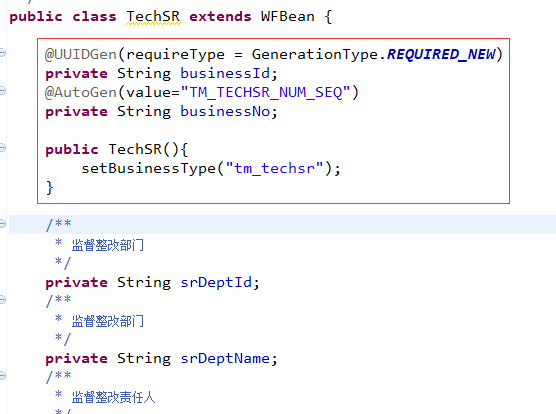 */
public class TechSR extends WFBean {
@UUIDGen(requireType = GenerationType.REQUIRED_NEW)
private String businessId;
@AutoGen(value="TM_TECHSR_NUM_SEQ")
private String businessNo;
public TechSR(){
setBusinessType("tm_techsr");
}
/**
* 监督整改部门
*/
private String srDeptId;
/**
* 监督整改部门
*/
private String srDeptName;
/**
* 监督整改责任人
*/